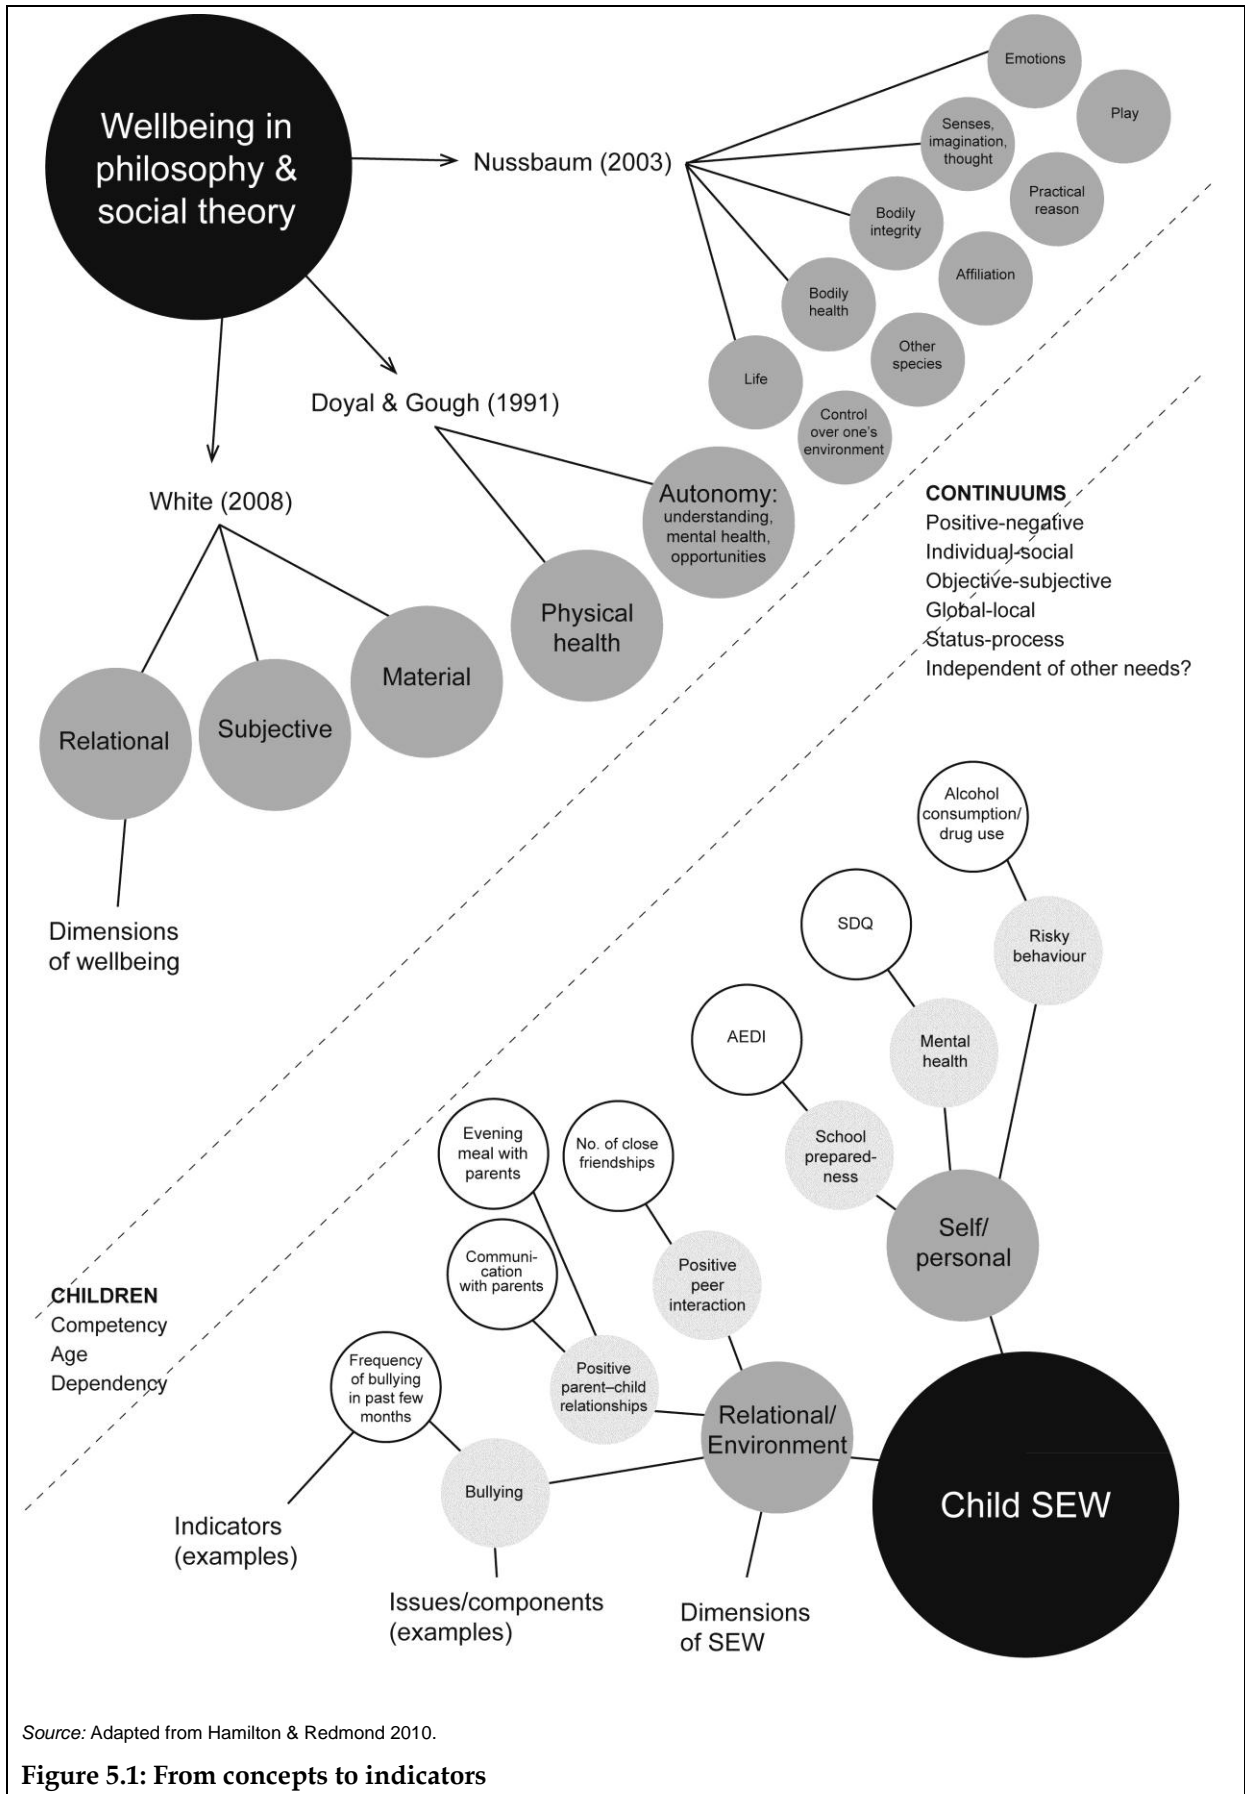 Wellbeing in
philosophy &
social theory
Nussbaum (2003)
Emotions
Play
Senses,
imagination,
thought
Practical
reason
Bodily
integrity
Affiliation
Bodily
health
Other
species
Life
Control
over one's
environment
Doyal & Gough (1991)
Autonomy:
understanding,
mental health,
opportunities
Physical
health
White (2008)
Material
Subjective
Relational
Dimensions
of wellbeing
CONTINUUMS
Positive-negative
Individual-social
Objective-subjective
Global-local
Status-process
Independent of other needs?
CHILDREN
Competency
Age
Dependency
Alcohol
consumption/
drug use
Risky
behaviour
SDQ
Mental
health
AEDI
School
prepared-
ness
Self/
personal
Evening
meal with
parents
No. of close
friendships
Communi-
cation
with parents
Positive
peer
interaction
Frequency
of bullying
in past few
months
Positive
parent–child
relationships
Bullying
Relational/
Environment
Child SEW
Indicators
(examples)
Issues/components
(examples)
Dimensions
of SEW
Source: Adapted from Hamilton & Redmond 2010.
Figure 5.1: From concepts to indicators